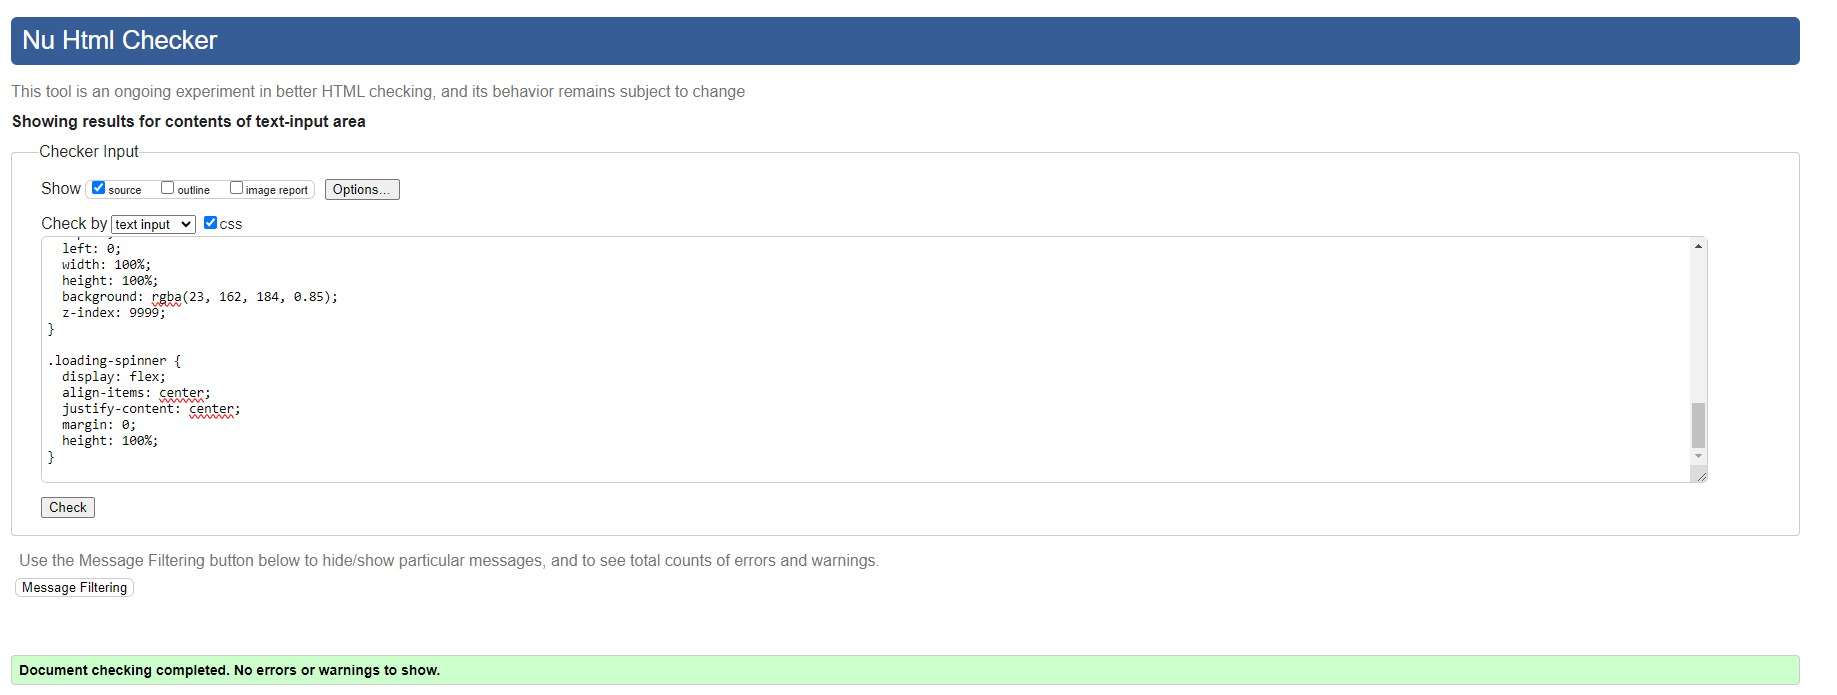 Nu Html Checker
This tool is an ongoing experiment in better HTML checking, and its behavior remains subject to change
Showing results for contents of text-input area
Checker Input
Show source outline image report Options...
Check by text input css
left: 0;
width: 100%;
height: 100%;
background: rgba(23, 162, 184, 0.85);
z-index: 9999;
}
.loading-spinner {
display: flex;
align-items: center;
justify-content: center;
margin: 0;
height: 100%;
}
Check
Use the Message Filtering button below to hide/show particular messages, and to see total counts of errors and warnings.
Message Filtering
Document checking completed. No errors or warnings to show.